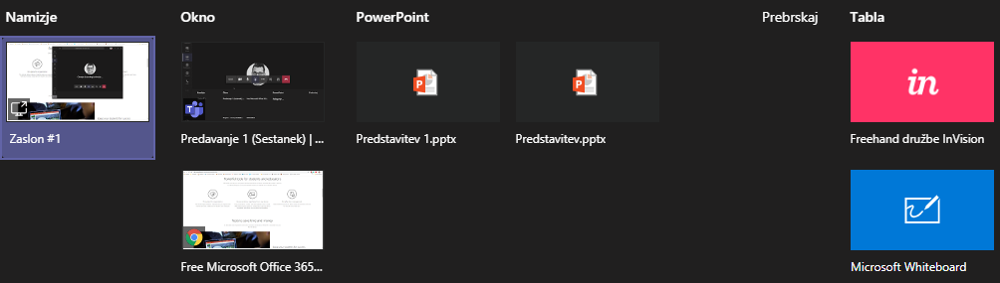 Namizje
Okno
PowerPoint
Prebrskaj
Tabla
in
Zaslon #1
Predavanje 1 (Sestanek) | ...
Predstavitev 1.pptx
Predstavitev.pptx
Freehand družbe InVision
Free Microsoft Office 365...
Microsoft Whiteboard